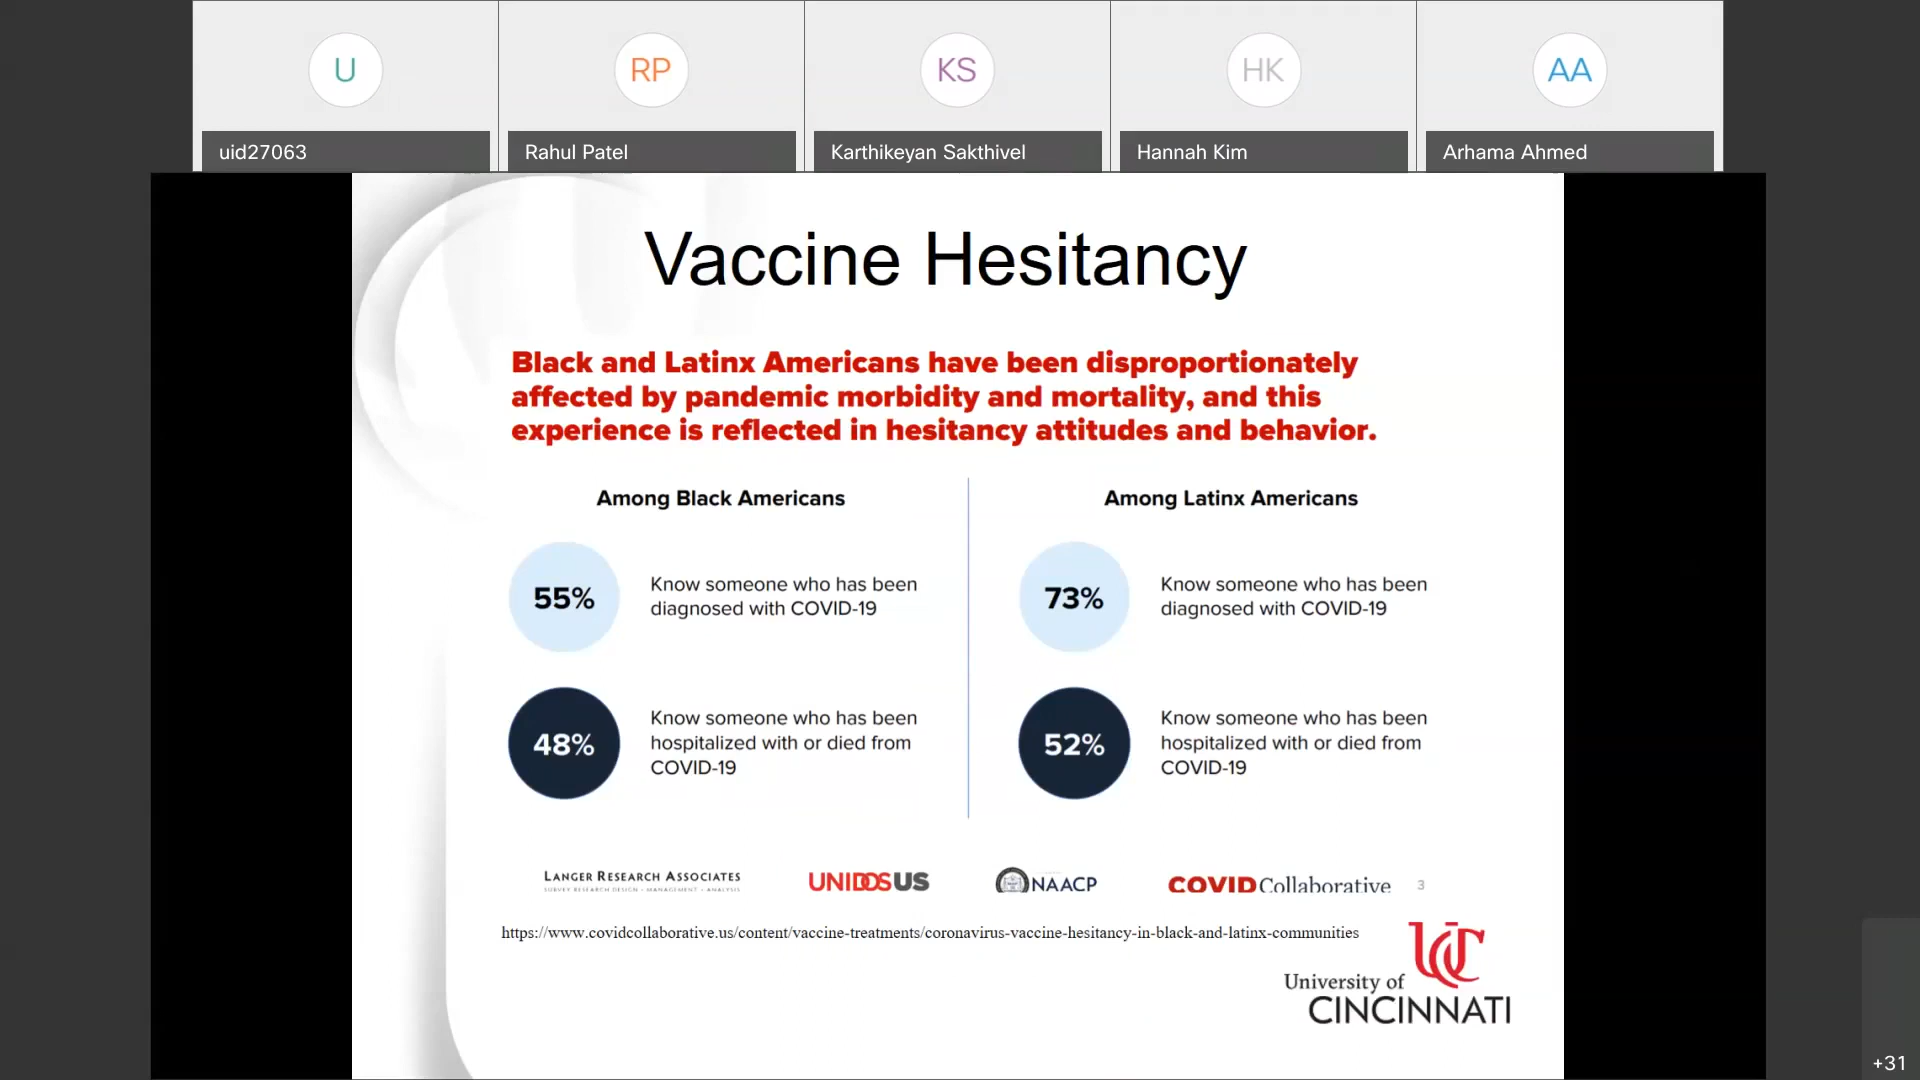 U
RP
KS
HK
AA
uid27063
Rahul Patel
Karthikeyan Sakthivel
Hannah Kim
Arhama Ahmed
Vaccine Hesitancy
Black and Latinx Americans have been disproportionately
affected by pandemic morbidity and mortality, and this
experience is reflected in hesitancy attitudes and behavior.
Among Black Americans
55%
Know someone who has been
diagnosed with COVID-19
48%
Know someone who has been
hospitalized with or died from
COVID-19
Among Latinx Americans
73%
Know someone who has been
diagnosed with COVID-19
52%
Know someone who has been
hospitalized with or died from
COVID-19
LANGER RESEARCH ASSOCIATES
SURVEY RESEARCH DESIGN · MANAGEMENT · ANALYSIS
UNIDOSUS
NAACP
COVID Collaborative
3
https://www.covidcollaborative.us/content/vaccine-treatments/coronavirus-vaccine-hesitancy-in-black-and-latinx-communities
UC
University of
CINCINNATI
+31